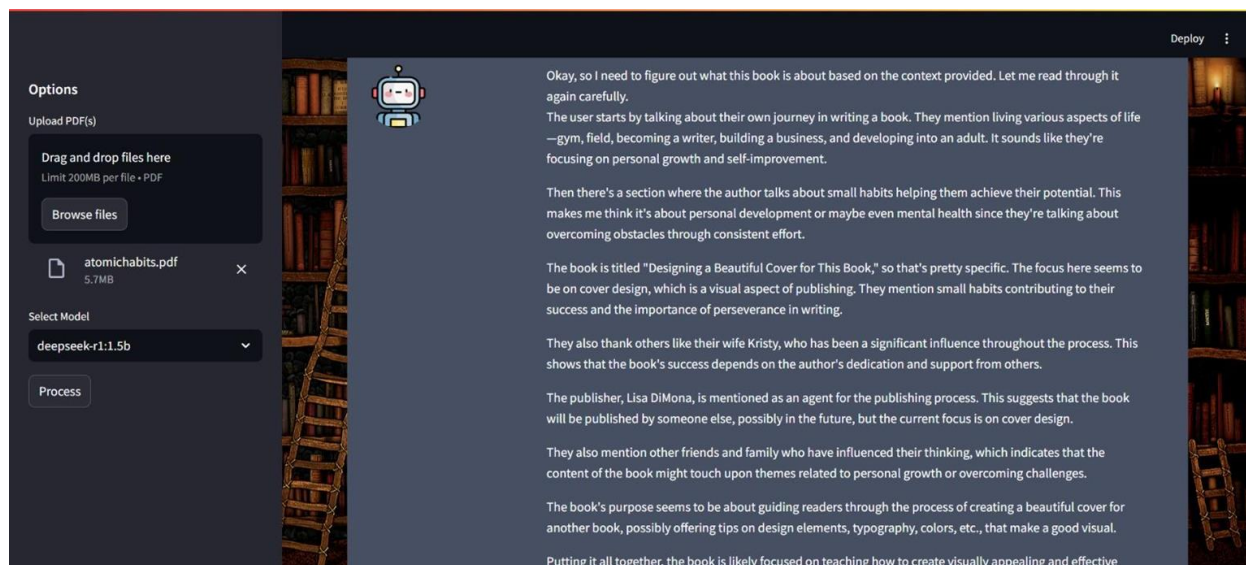 Deploy
Options
Upload PDF(s)
Drag and drop files here
Limit 200MB per file • PDF
Browse files
atomichabits.pdf
5.7MB
Select Model
deepseek-r1:1.5b
Process
Okay, so I need to figure out what this book is about based on the context provided. Let me read through it
again carefully.
The user starts by talking about their own journey in writing a book. They mention living various aspects of life
—gym, field, becoming a writer, building a business, and developing into an adult. It sounds like they're
focusing on personal growth and self-improvement.
Then there's a section where the author talks about small habits helping them achieve their potential. This
makes me think it's about personal development or maybe even mental health since they're talking about
overcoming obstacles through consistent effort.
The book is titled "Designing a Beautiful Cover for This Book," so that's pretty specific. The focus here seems to
be on cover design, which is a visual aspect of publishing. They mention small habits contributing to their
success and the importance of perseverance in writing.
They also thank others like their wife Kristy, who has been a significant influence throughout the process. This
shows that the book's success depends on the author's dedication and support from others.
The publisher, Lisa DiMona, is mentioned as an agent for the publishing process. This suggests that the book
will be published by someone else, possibly in the future, but the current focus is on cover design.
They also mention other friends and family who have influenced their thinking, which indicates that the
content of the book might touch upon themes related to personal growth or overcoming challenges.
The book's purpose seems to be about guiding readers through the process of creating a beautiful cover for
another book, possibly offering tips on design elements, typography, colors, etc., that make a good visual.
Putting it all together, the book is likely focused on teaching how to create visually appealing and effective